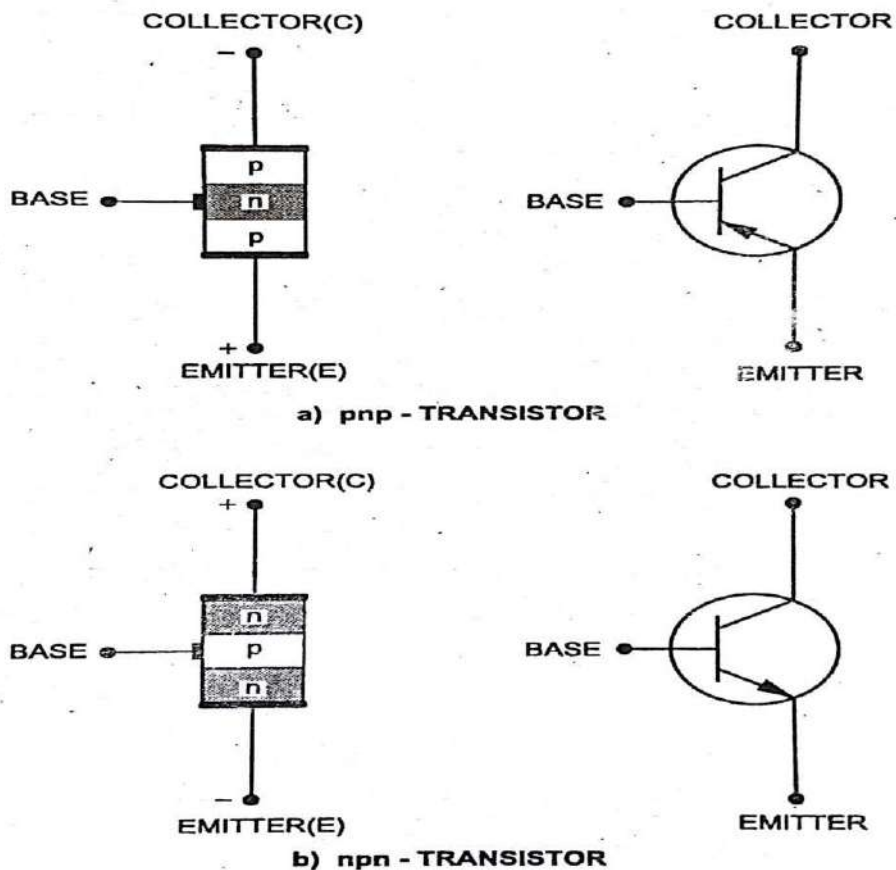 COLLECTOR(C) COLLECTOR
−
p
BASE n BASE
p
+
EMITTER(E) EMITTER
a) pnp - TRANSISTOR
COLLECTOR(C) COLLECTOR
+
n
BASE p BASE
n
−
EMITTER(E) EMITTER
b) npn - TRANSISTOR